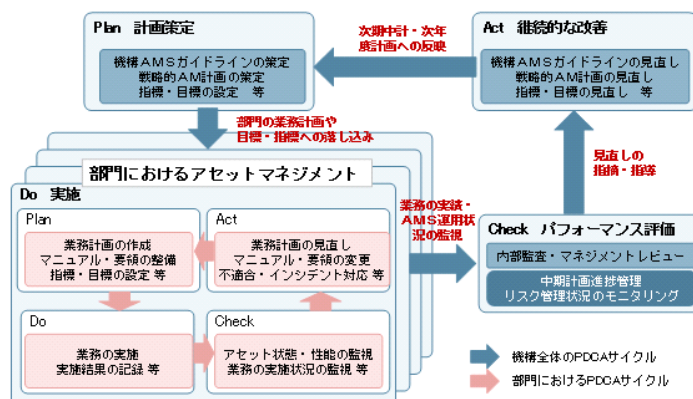 Plan 計画策定
機構AMSガイドラインの策定
戦略的AM計画の策定
指標・目標の設定 等
次期中計・次年
度計画への反映
Act 継続的な改善
機構AMSガイドラインの見直し
戦略的AM計画の見直し
指標・目標の見直し 等
部門の業務計画や
目標・指標への落し込み
見直しの
指摘・指導
部門におけるアセットマネジメント
Do 実施
Plan
業務計画の作成
マニュアル・要領の整備
指標・目標の設定 等
Act
業務計画の見直し
マニュアル・要領の変更
不適合・インシデント対応 等
業務の実績・
AMS運用状
況の監視
Check パフォーマンス評価
内部監査・マネジメントレビュー
中期計画進捗管理
リスク管理状況のモニタリング
Do
業務の実施
実施結果の記録 等
Check
アセット状態・性能の監視
業務の実施状況の監視 等
機構全体のPDCAサイクル
部門におけるPDCAサイクル